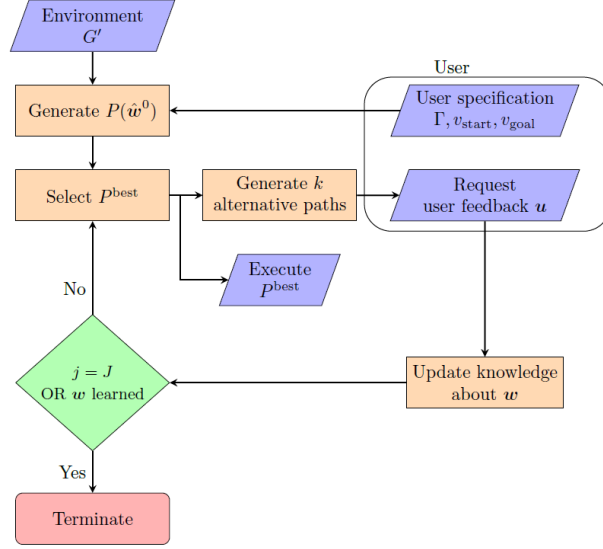 Environment
G′
User
Generate P(ŵ⁰)
User specification
Γ, v_start, v_goal
Select P^best
Generate k
alternative paths
Request
user feedback u
Execute
P^best
No
j = J
OR w learned
Update knowledge
about w
Yes
Terminate